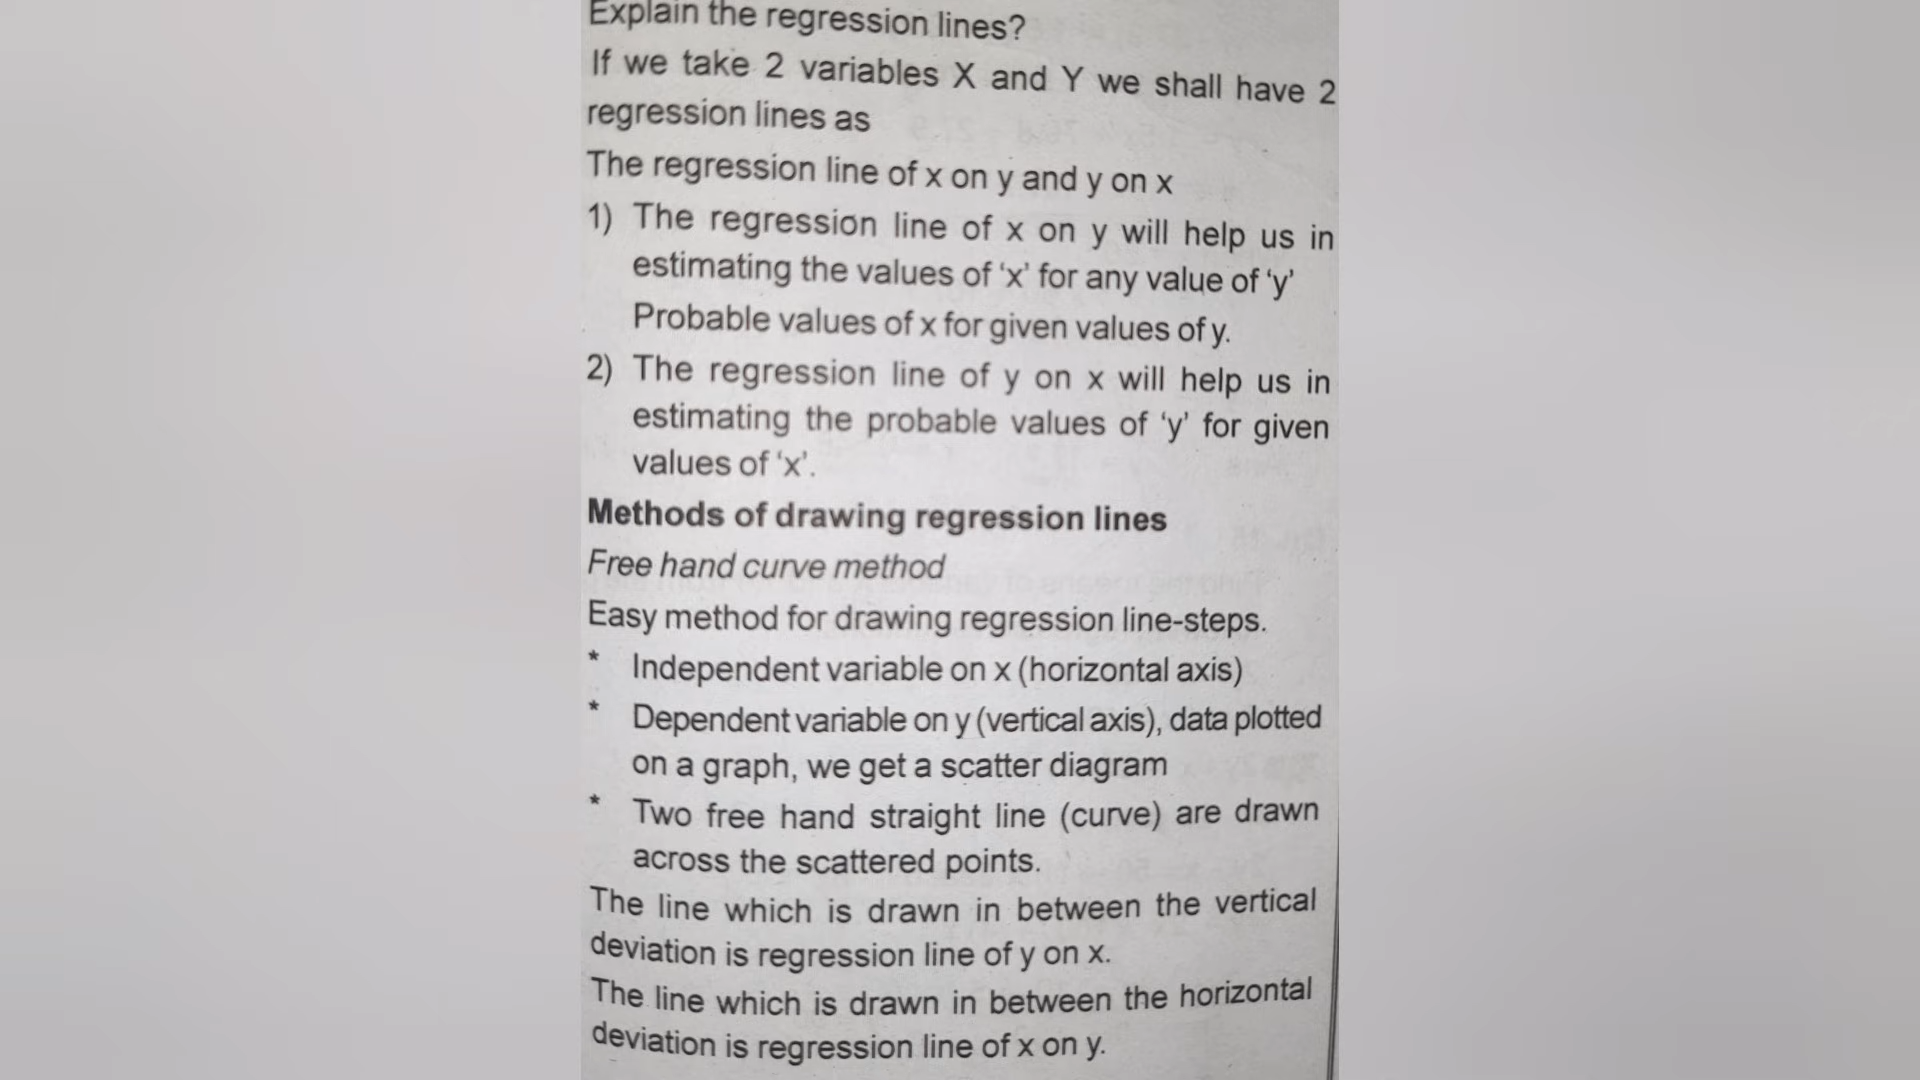 Explain the regression lines?
If we take 2 variables X and Y we shall have 2
regression lines as
The regression line of x on y and y on x
1) The regression line of x on y will help us in
estimating the values of 'x' for any value of 'y'
Probable values of x for given values of y.
2) The regression line of y on x will help us in
estimating the probable values of 'y' for given
values of 'x'.
Methods of drawing regression lines
Free hand curve method
Easy method for drawing regression line-steps.
* Independent variable on x (horizontal axis)
* Dependent variable on y (vertical axis), data plotted
on a graph, we get a scatter diagram
* Two free hand straight line (curve) are drawn
across the scattered points.
The line which is drawn in between the vertical
deviation is regression line of y on x.
The line which is drawn in between the horizontal
deviation is regression line of x on y.